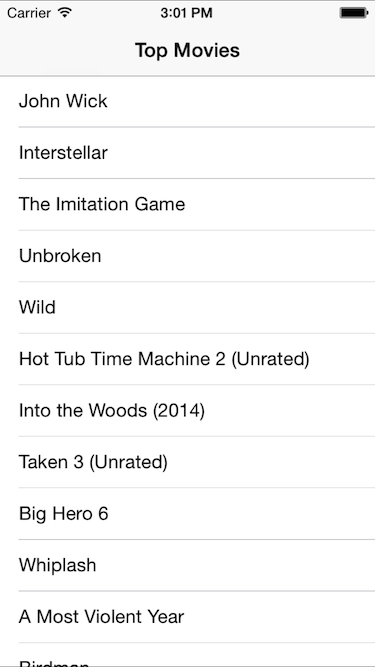 Carrier 3:01 PM
Top Movies
John Wick
Interstellar
The Imitation Game
Unbroken
Wild
Hot Tub Time Machine 2 (Unrated)
Into the Woods (2014)
Taken 3 (Unrated)
Big Hero 6
Whiplash
A Most Violent Year
Birdman